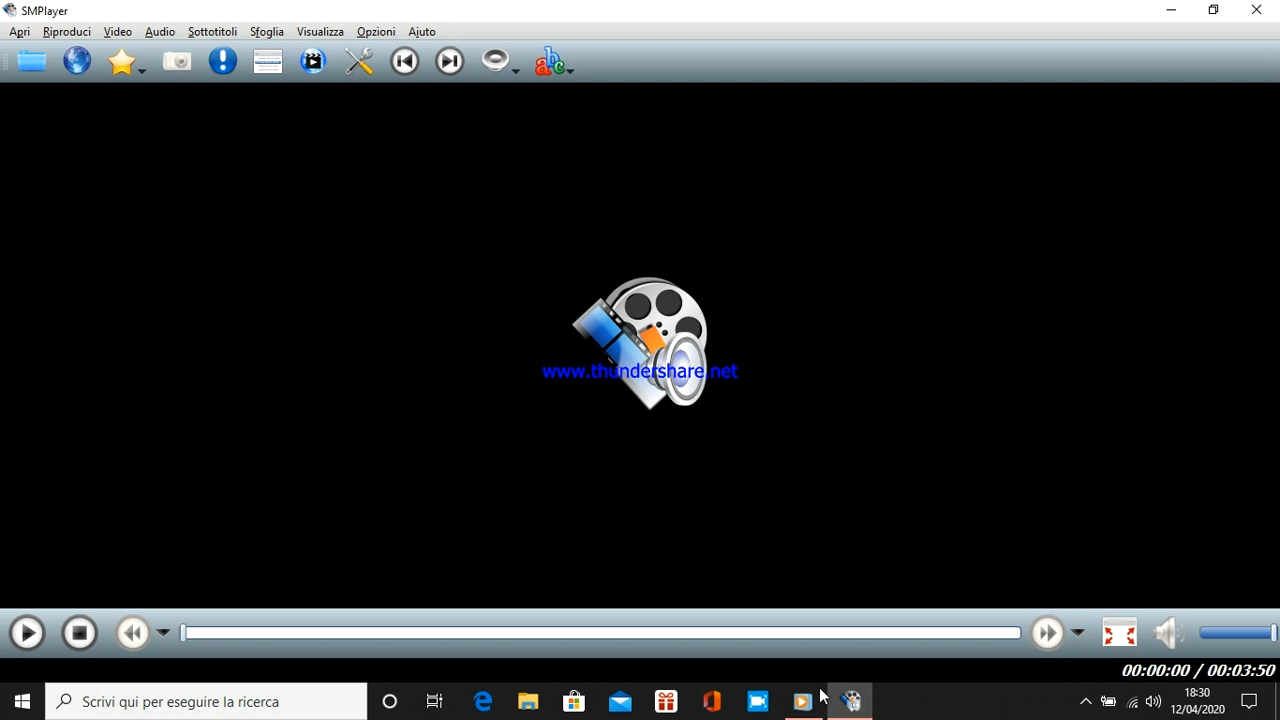 SMPlayer
Apri Riproduci Video Audio Sottotitoli Sfoglia Visualizza Opzioni Aiuto
abc
www.thundershare.net
00:00:00 / 00:03:50
Scrivi qui per eseguire la ricerca
18:30
12/04/2020